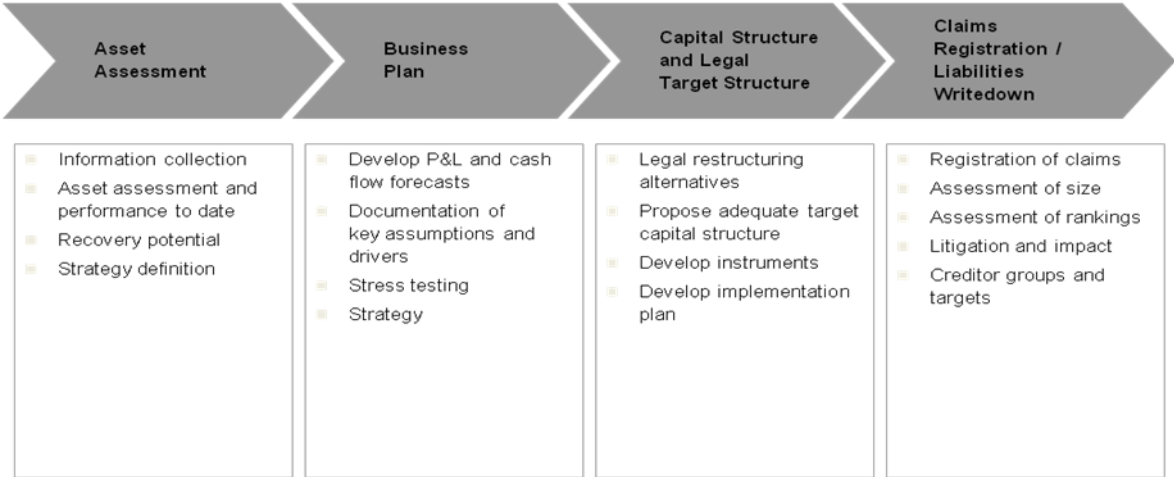 Asset
Assessment
Business
Plan
Capital Structure
and Legal
Target Structure
Claims
Registration /
Liabilities
Writedown
Information collection
Asset assessment and
performance to date
Recovery potential
Strategy definition
Develop P&L and cash
flow forecasts
Documentation of
key assumptions and
drivers
Stress testing
Strategy
Legal restructuring
alternatives
Propose adequate target
capital structure
Develop instruments
Develop implementation
plan
Registration of claims
Assessment of size
Assessment of rankings
Litigation and impact
Creditor groups and
targets